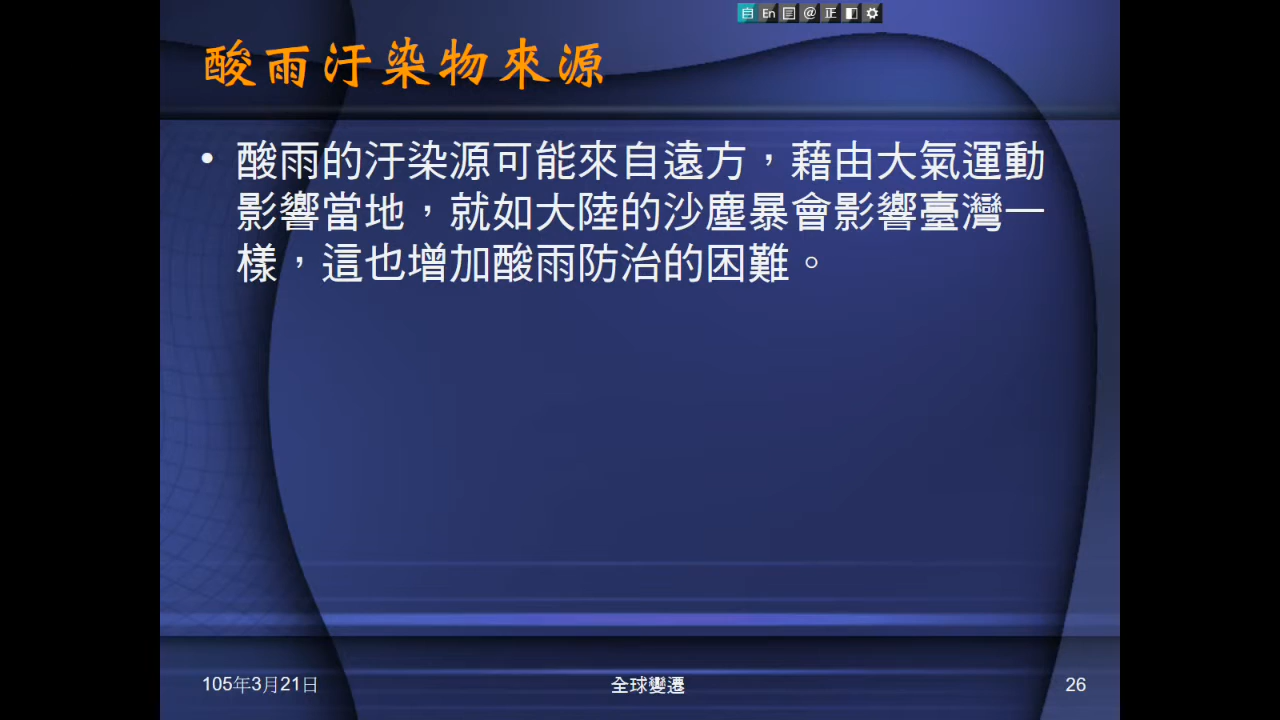 自 En @ 正
酸雨汙染物來源
• 酸雨的汙染源可能來自遠方，藉由大氣運動
影響當地，就如大陸的沙塵暴會影響臺灣一
樣，這也增加酸雨防治的困難。
105年3月21日 全球變遷 26